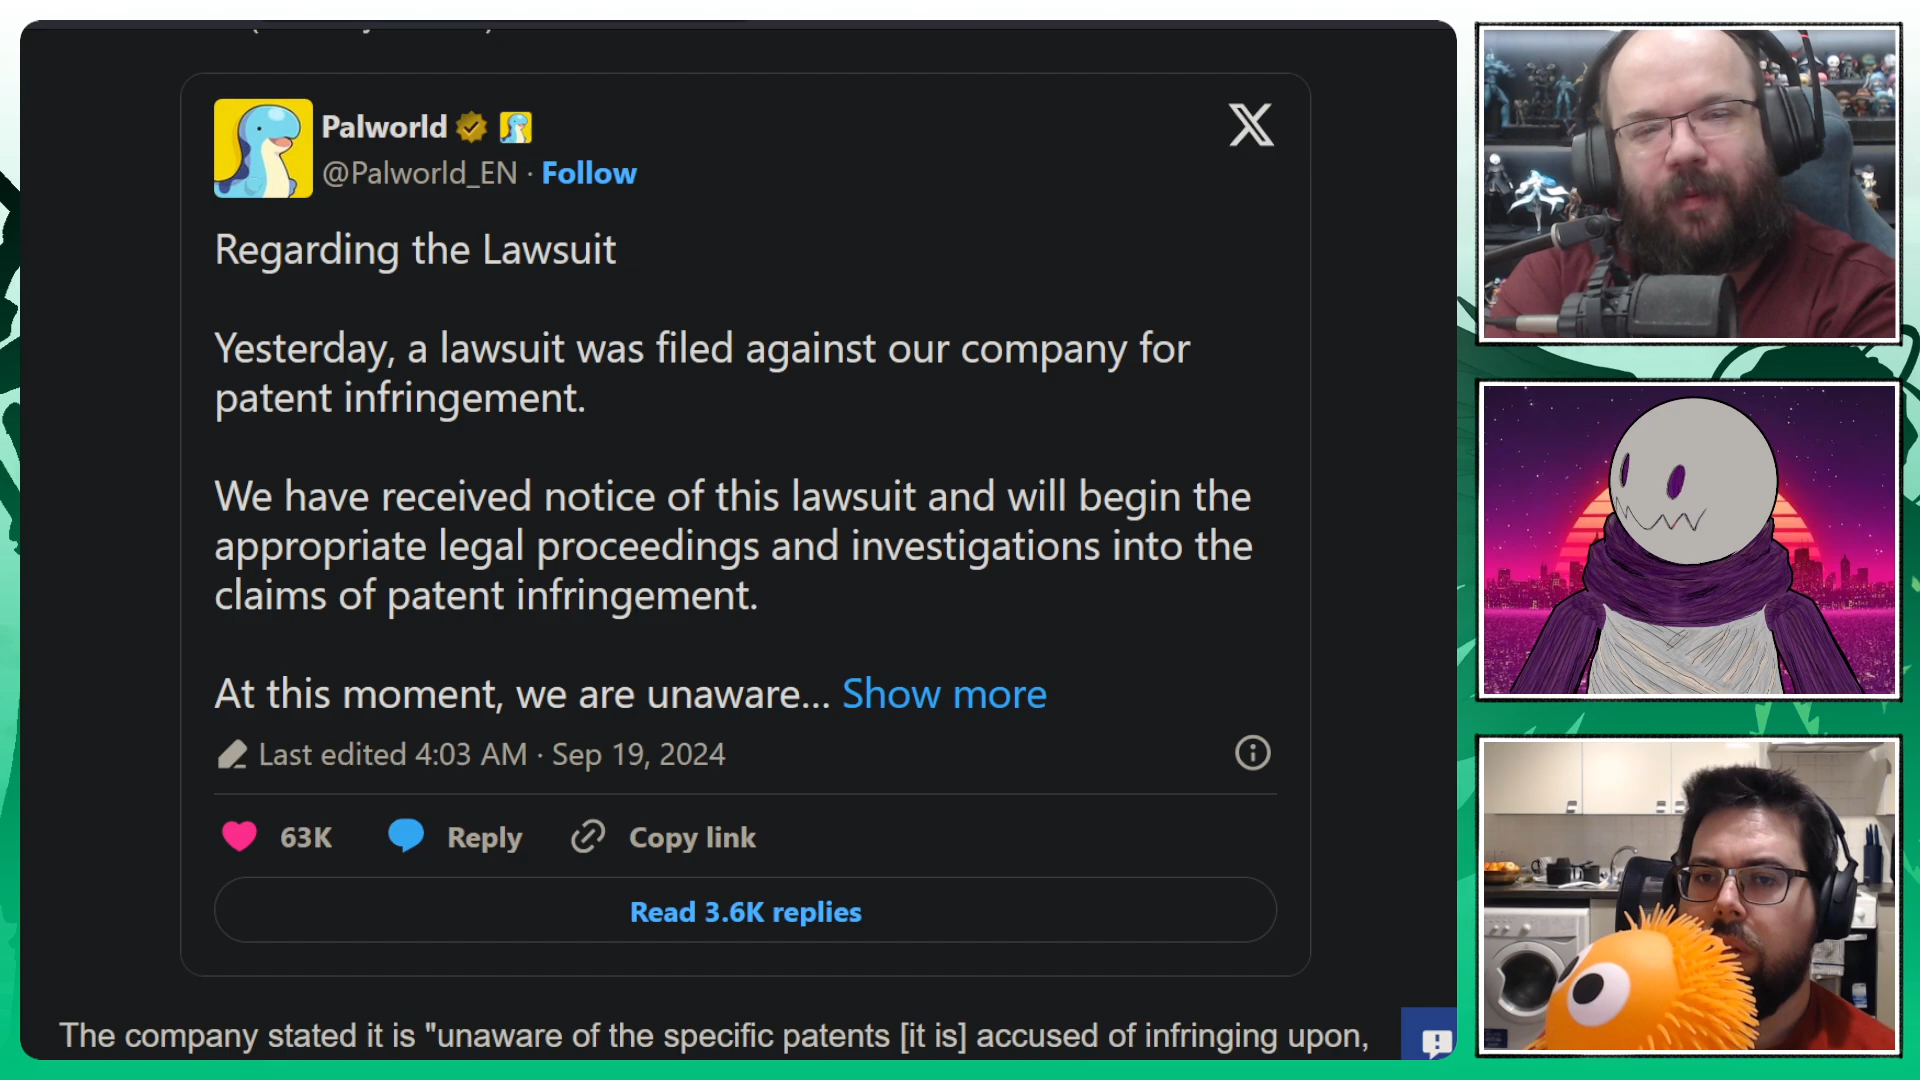 Palworld
@Palworld_EN · Follow
Regarding the Lawsuit
Yesterday, a lawsuit was filed against our company for
patent infringement.
We have received notice of this lawsuit and will begin the
appropriate legal proceedings and investigations into the
claims of patent infringement.
At this moment, we are unaware... Show more
Last edited 4:03 AM · Sep 19, 2024
63K Reply Copy link
Read 3.6K replies
The company stated it is "unaware of the specific patents [it is] accused of infringing upon,